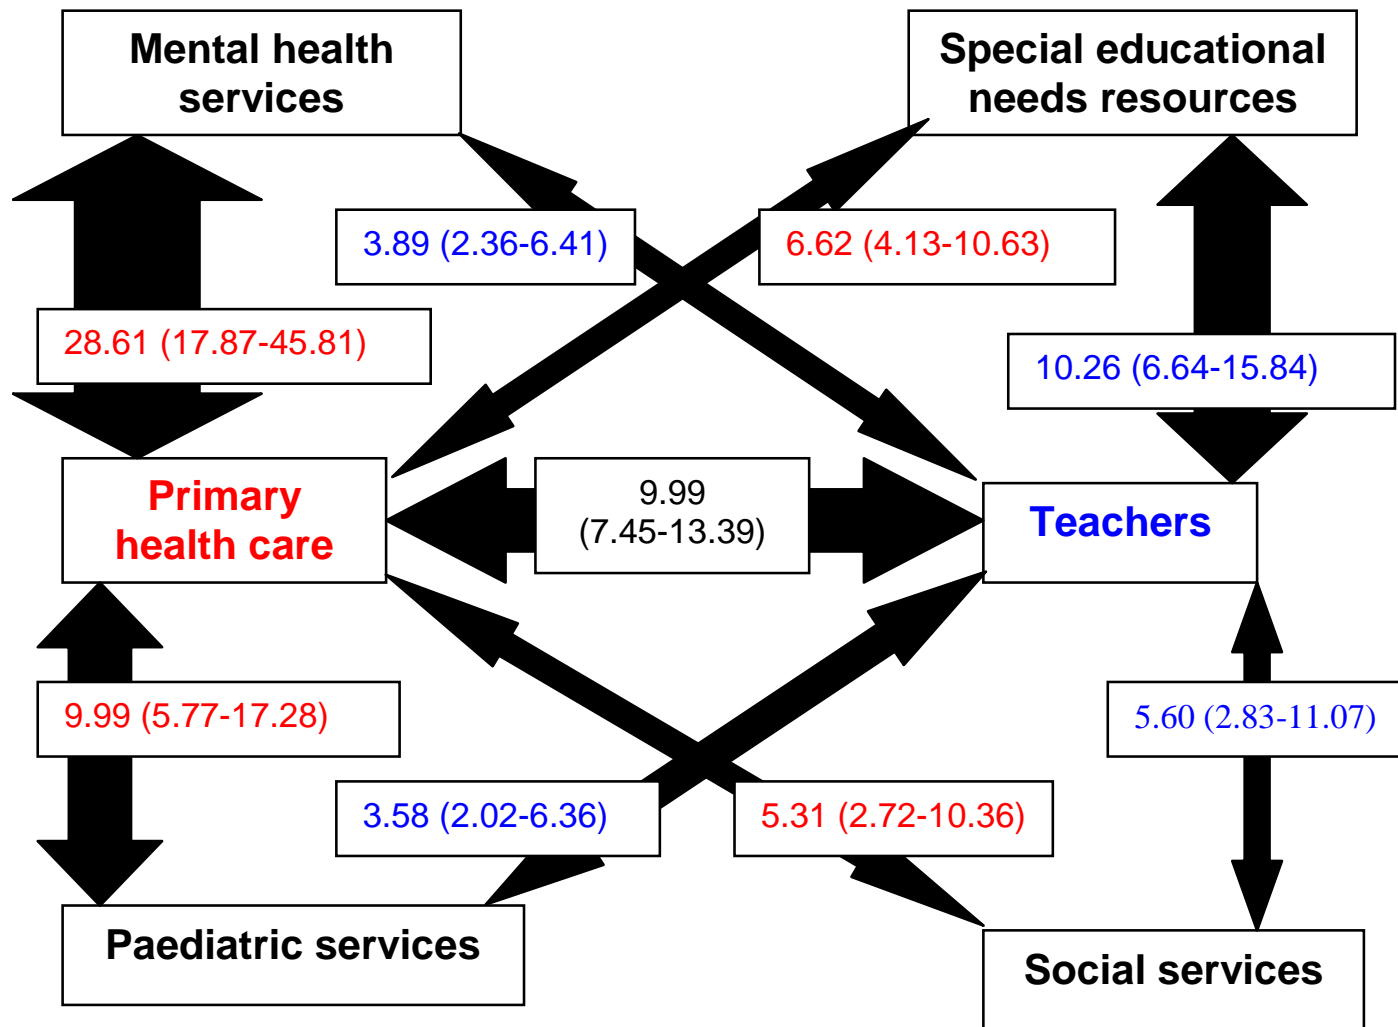 Mental health
services
Special educational
needs resources
3.89 (2.36-6.41)
6.62 (4.13-10.63)
28.61 (17.87-45.81)
10.26 (6.64-15.84)
Primary
health care
9.99
(7.45-13.39)
Teachers
9.99 (5.77-17.28)
5.60 (2.83-11.07)
3.58 (2.02-6.36)
5.31 (2.72-10.36)
Paediatric services
Social services